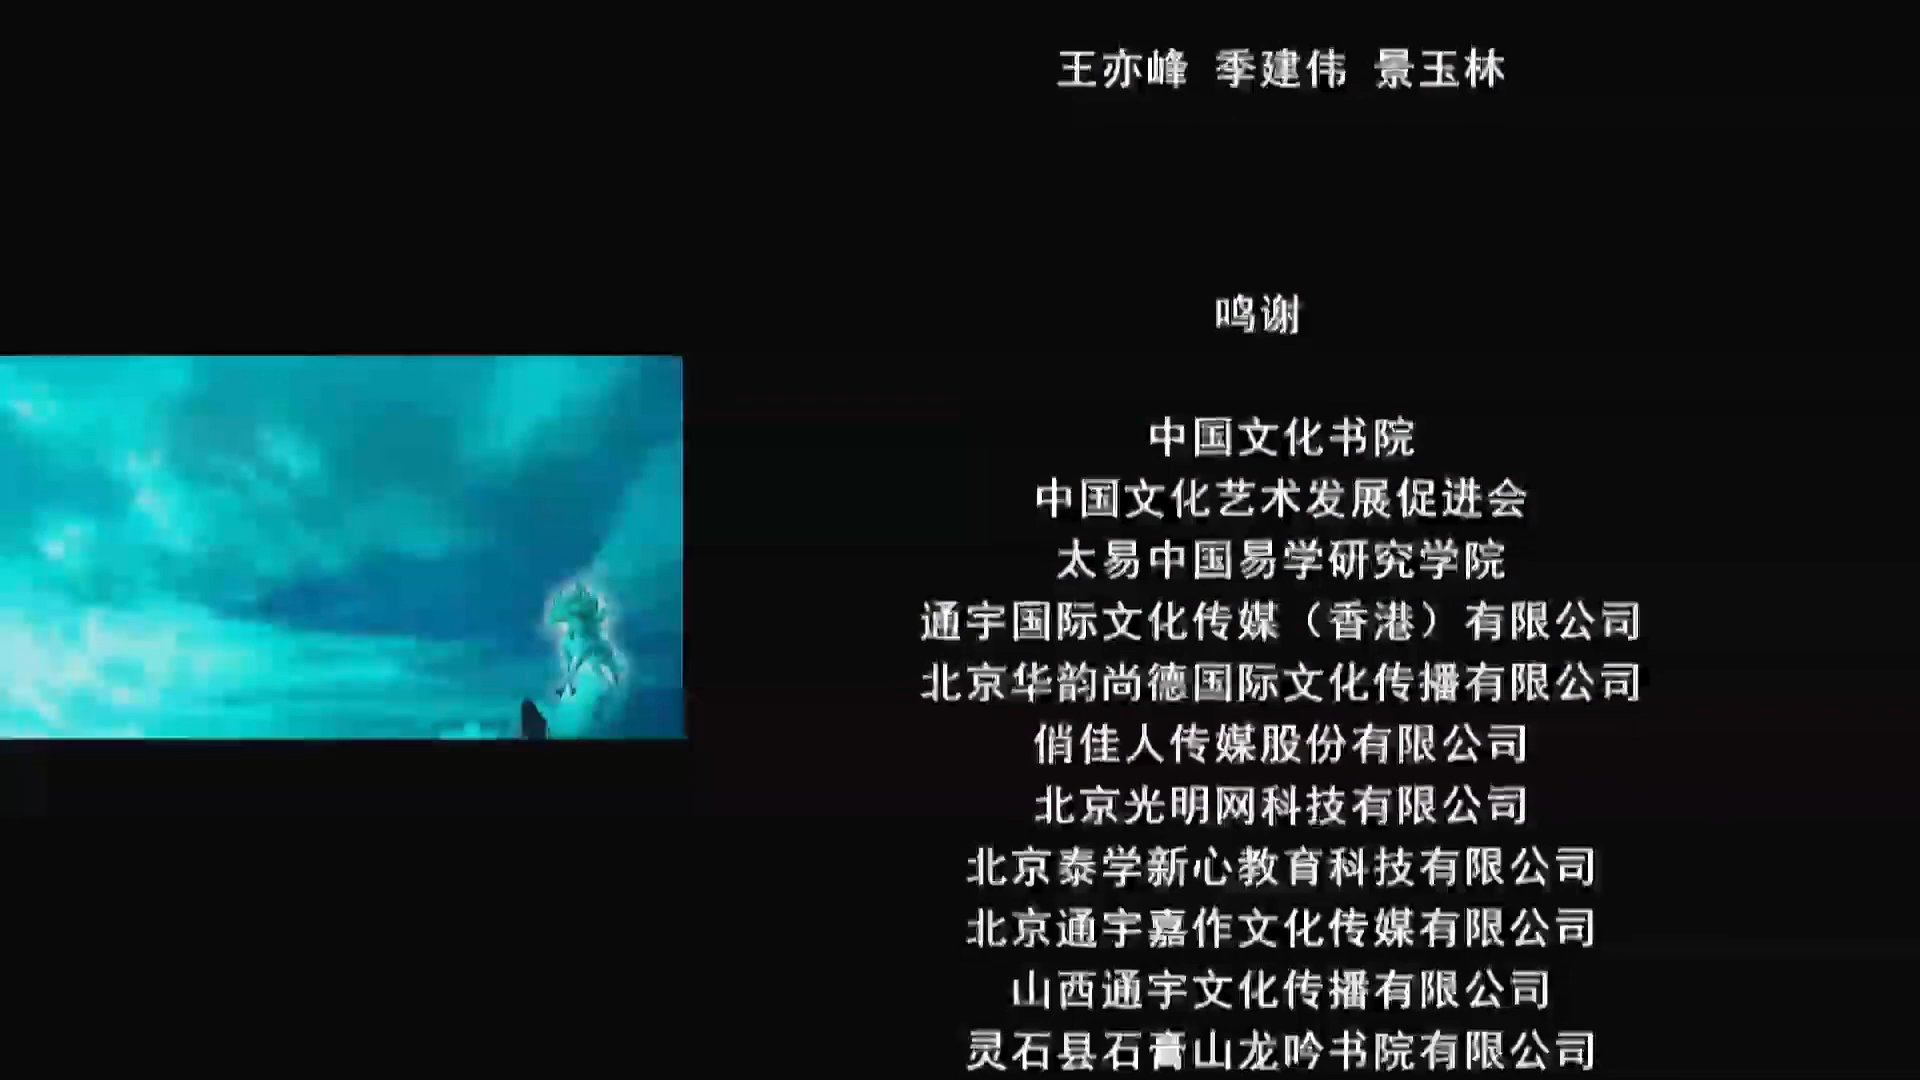 王亦峰 季建伟 景玉林
鸣谢
中国文化书院
中国文化艺术发展促进会
太易中国易学研究学院
通宇国际文化传媒（香港）有限公司
北京华韵尚德国际文化传播有限公司
俏佳人传媒股份有限公司
北京光明网科技有限公司
北京泰学新心教育科技有限公司
北京通宇嘉作文化传媒有限公司
山西通宇文化传播有限公司
灵石县石膏山龙吟书院有限公司